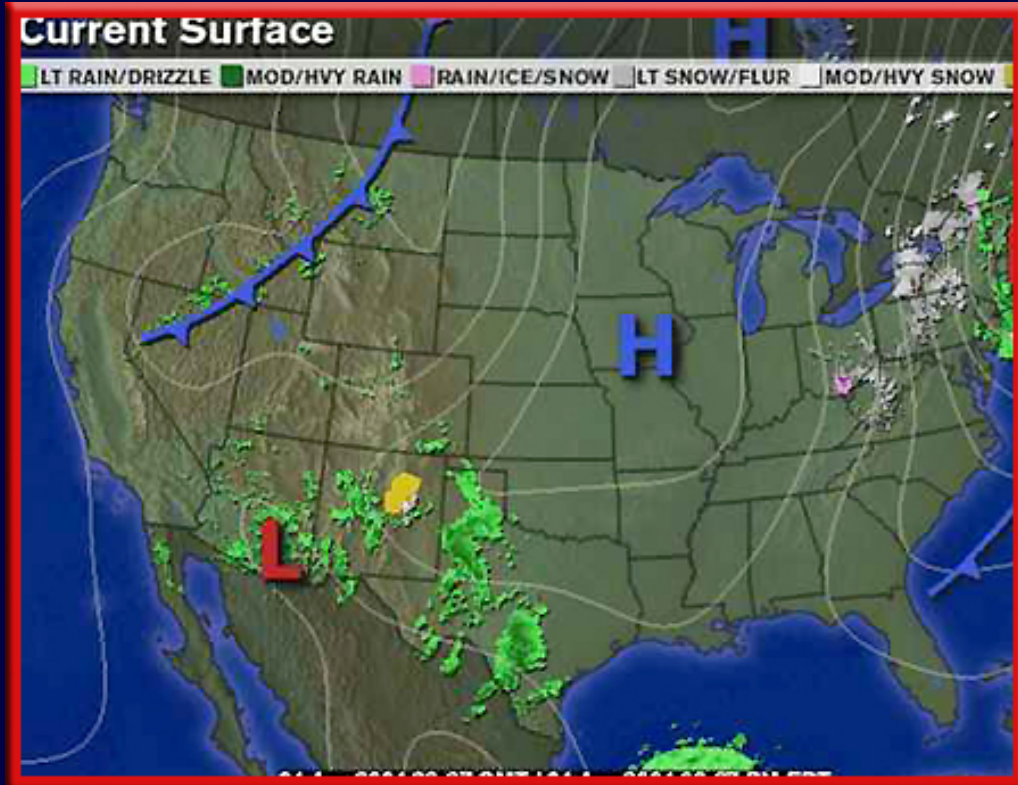 Current Surface
H
LT RAIN/DRIZZLE MOD/HVY RAIN RAIN/ICE/SNOW LT SNOW/FLUR MOD/HVY SNOW
H
L